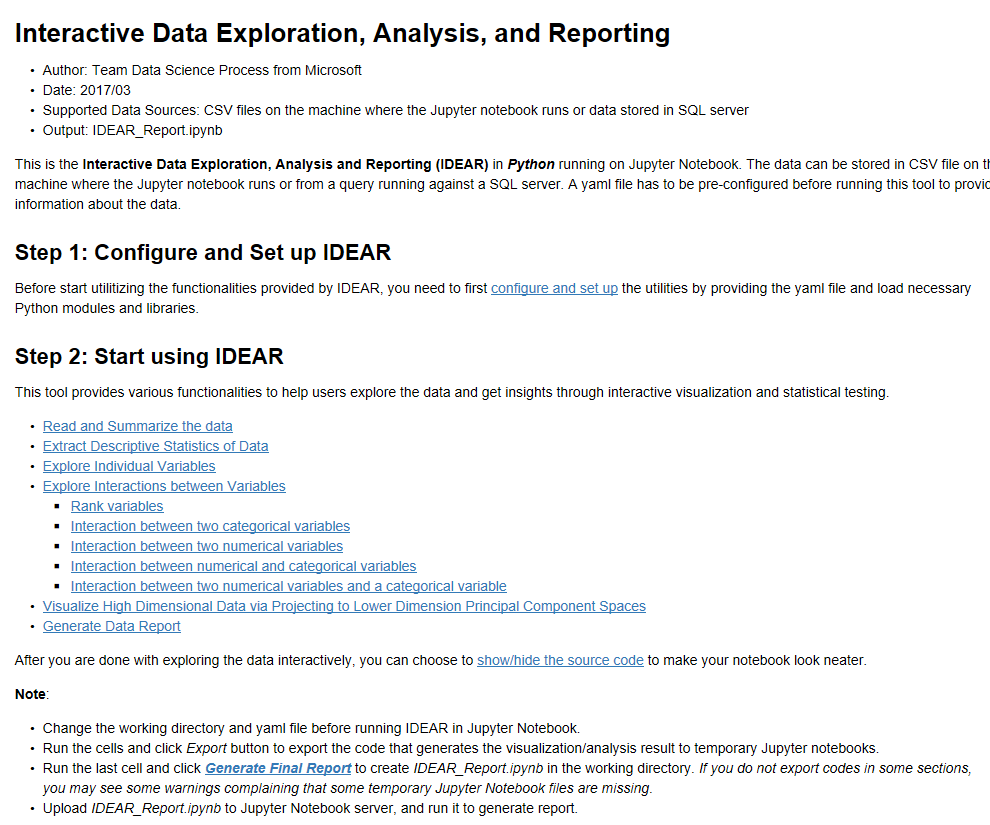 Interactive Data Exploration, Analysis, and Reporting
• Author: Team Data Science Process from Microsoft
• Date: 2017/03
• Supported Data Sources: CSV files on the machine where the Jupyter notebook runs or data stored in SQL server
• Output: IDEAR_Report.ipynb
This is the Interactive Data Exploration, Analysis and Reporting (IDEAR) in Python running on Jupyter Notebook. The data can be stored in CSV file on
machine where the Jupyter notebook runs or from a query running against a SQL server. A yaml file has to be pre-configured before running this tool to
information about the data.
Step 1: Configure and Set up IDEAR
Before start utilitizing the functionalities provided by IDEAR, you need to first configure and set up the utilities by providing the yaml file and load necessary
Python modules and libraries.
Step 2: Start using IDEAR
This tool provides various functionalities to help users explore the data and get insights through interactive visualization and statistical testing.
• Read and Summarize the data
• Extract Descriptive Statistics of Data
• Explore Individual Variables
• Explore Interactions between Variables
▪ Rank variables
▪ Interaction between two categorical variables
▪ Interaction between two numerical variables
▪ Interaction between numerical and categorical variables
▪ Interaction between two numerical variables and a categorical variable
• Visualize High Dimensional Data via Projecting to Lower Dimension Principal Component Spaces
• Generate Data Report
After you are done with exploring the data interactively, you can choose to show/hide the source code to make your notebook look neater.
Note:
• Change the working directory and yaml file before running IDEAR in Jupyter Notebook.
• Run the cells and click Export button to export the code that generates the visualization/analysis result to temporary Jupyter notebooks.
• Run the last cell and click Generate Final Report to create IDEAR_Report.ipynb in the working directory. If you do not export codes in some sections,
you may see some warnings complaining that some temporary Jupyter Notebook files are missing.
• Upload IDEAR_Report.ipynb to Jupyter Notebook server, and run it to generate report.